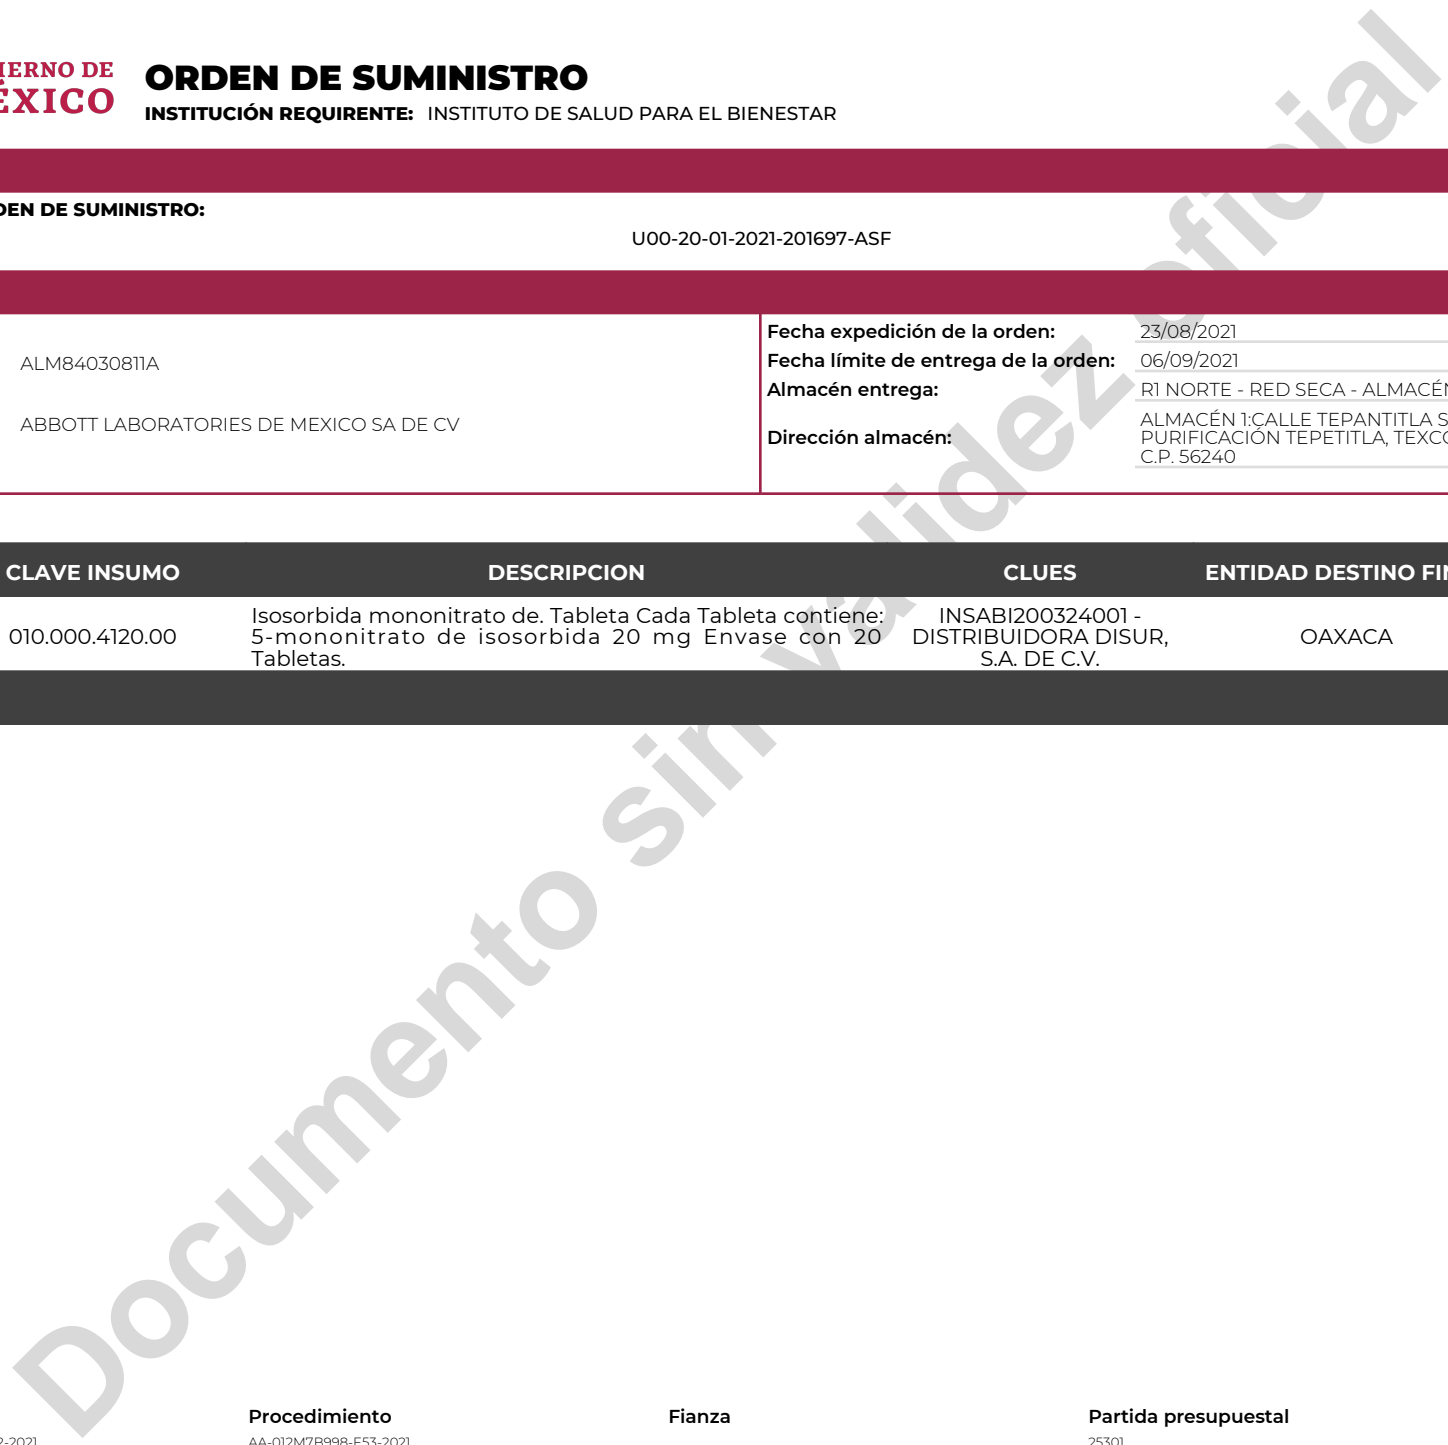 ORDEN DE SUMINISTRO
INSTITUCIÓN REQUIRENTE: INSTITUTO DE SALUD PARA EL BIENESTAR
DE
DE SUMINISTRO:
U00-20-01-2021-201697-ASF
ALM84030811A
ABBOTT LABORATORIES DE MEXICO SA DE CV
Fecha expedición de la orden: 23/08/2021
Fecha límite de entrega de la orden: 06/09/2021
Almacén entrega: R1 NORTE - RED SECA - ALMACÉN
Dirección almacén:
ALMACÉN 1:CALLE TEPANTITLA S
PURIFICACIÓN TEPETITLA,
C.P. 56240
CLAVE INSUMO DESCRIPCION CLUES ENTIDAD DESTINO
010.000.4120.00
Isosorbida mononitrato de. Tableta Cada Tableta contiene:
5-mononitrato de isosorbida 20 mg Envase con 20
Tabletas.
INSABI200324001 -
DISTRIBUIDORA DISUR,
S.A. DE C.V.
OAXACA
Documento sin validez oficial
Procedimiento Fianza Partida presupuestal
-2021 AA-012M7B998-E53-2021 25301